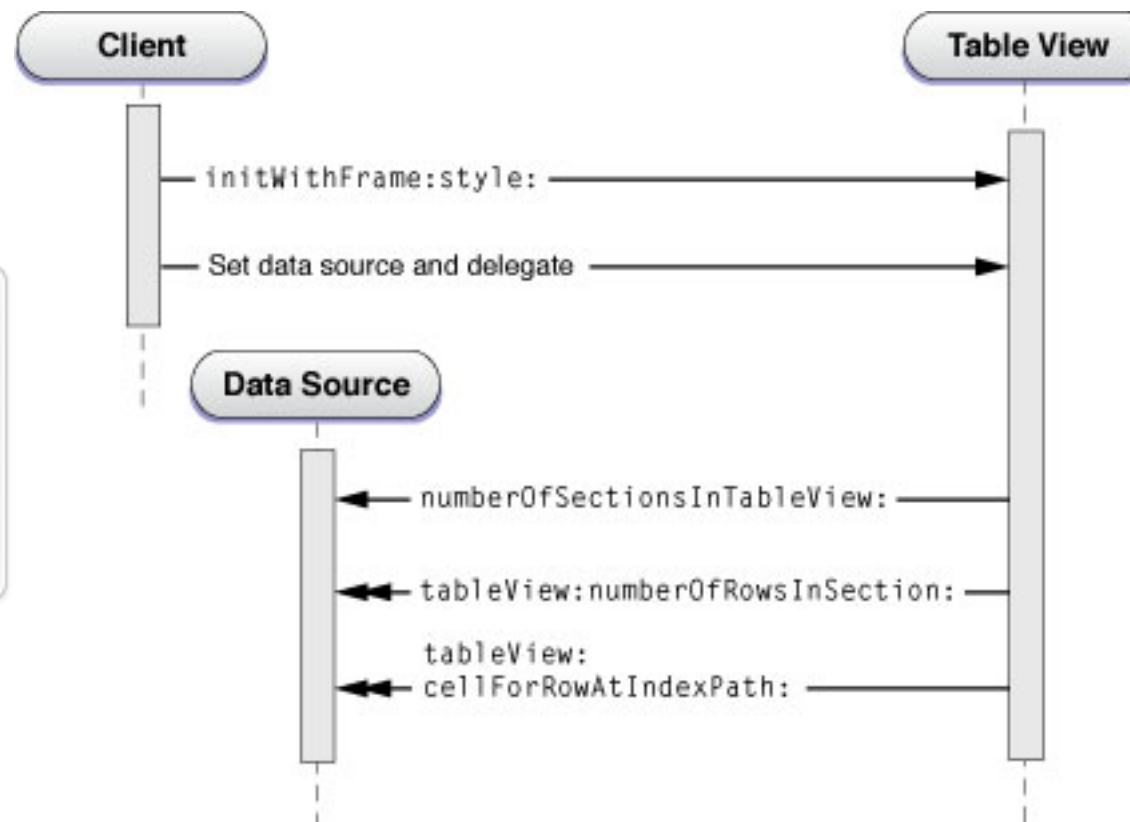 Client
Table View
initWithFrame:style:
Set data source and delegate
Data Source
numberOfSectionsInTableView:
tableView:numberOfRowsInSection:
tableView:
cellForRowAtIndexPath: